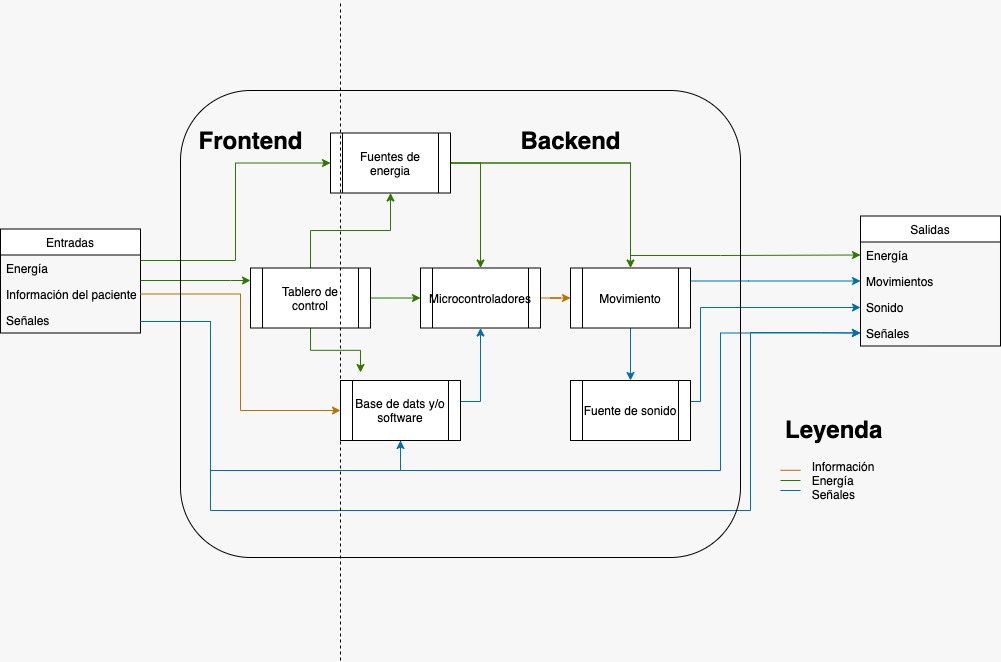 Frontend
Backend
Fuentes de
energia
Entradas
Energía
Información del paciente
Señales
Tablero de
control
Microcontroladores
Movimiento
Salidas
Energía
Movimientos
Sonido
Señales
Base de dats y/o
software
Fuente de sonido
Leyenda
Información
Energía
Señales